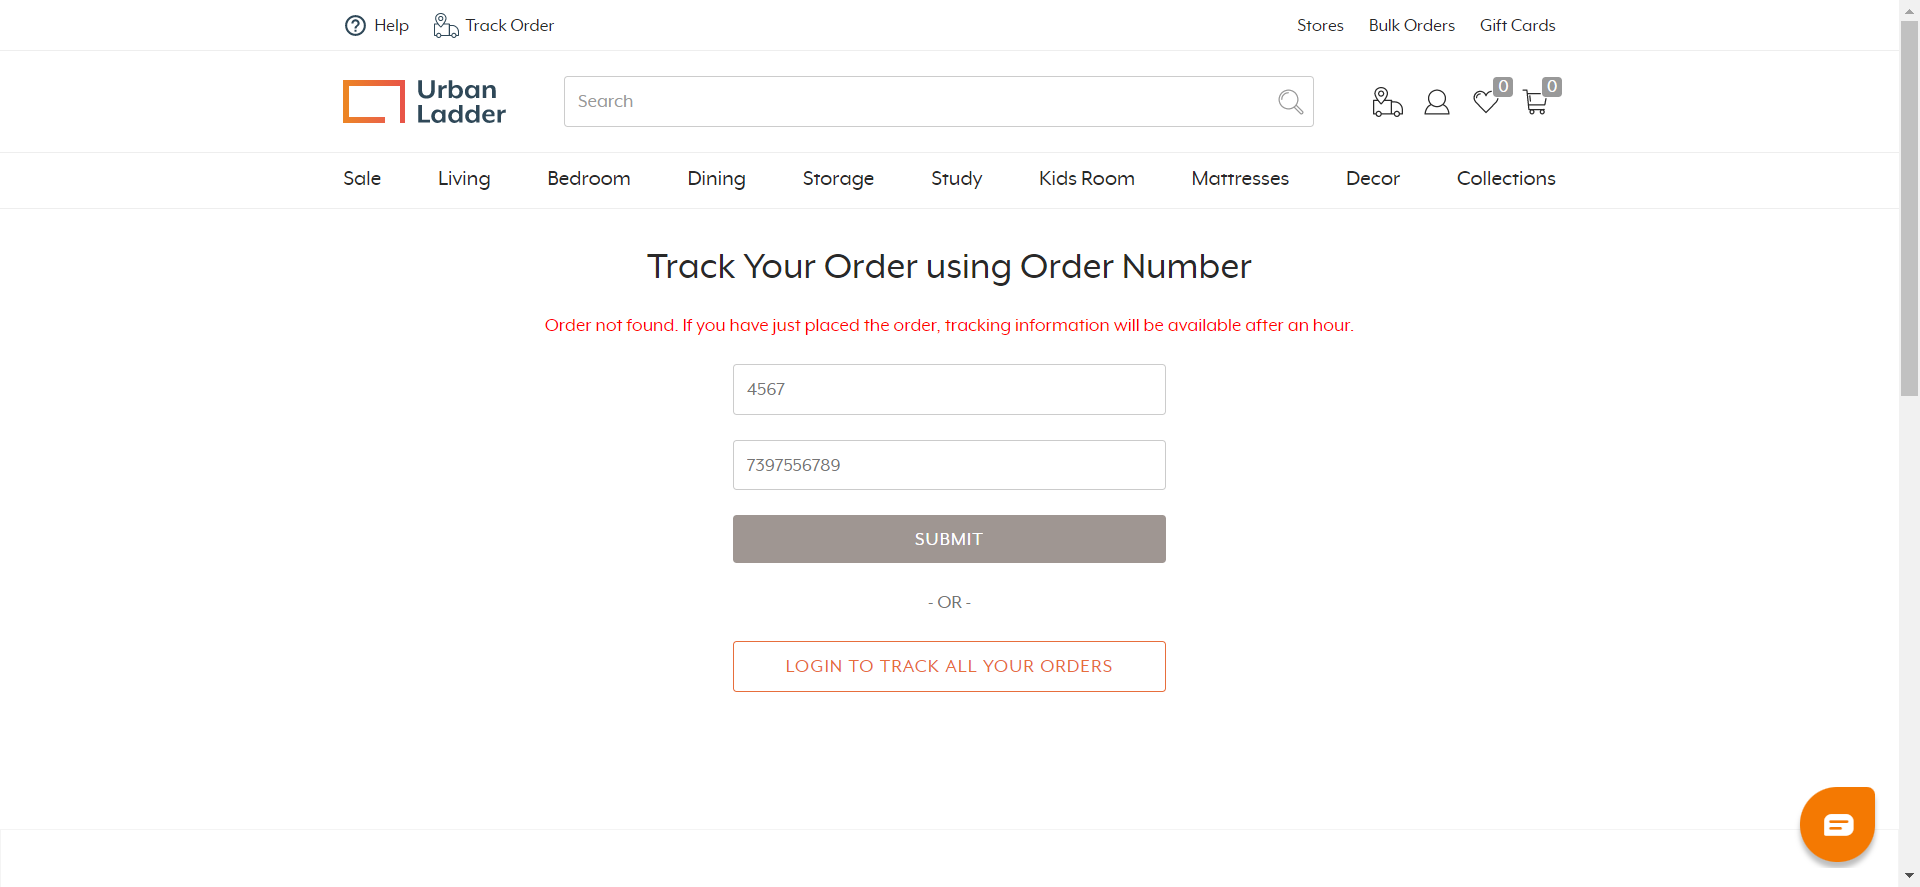 Help Track Order Stores Bulk Orders Gift Cards
Urban
Ladder
Search
0 0
Sale Living Bedroom Dining Storage Study Kids Room Mattresses Decor Collections
Track Your Order using Order Number
Order not found. If you have just placed the order, tracking information will be available after an hour.
4567
7397556789
SUBMIT
- OR -
LOGIN TO TRACK ALL YOUR ORDERS